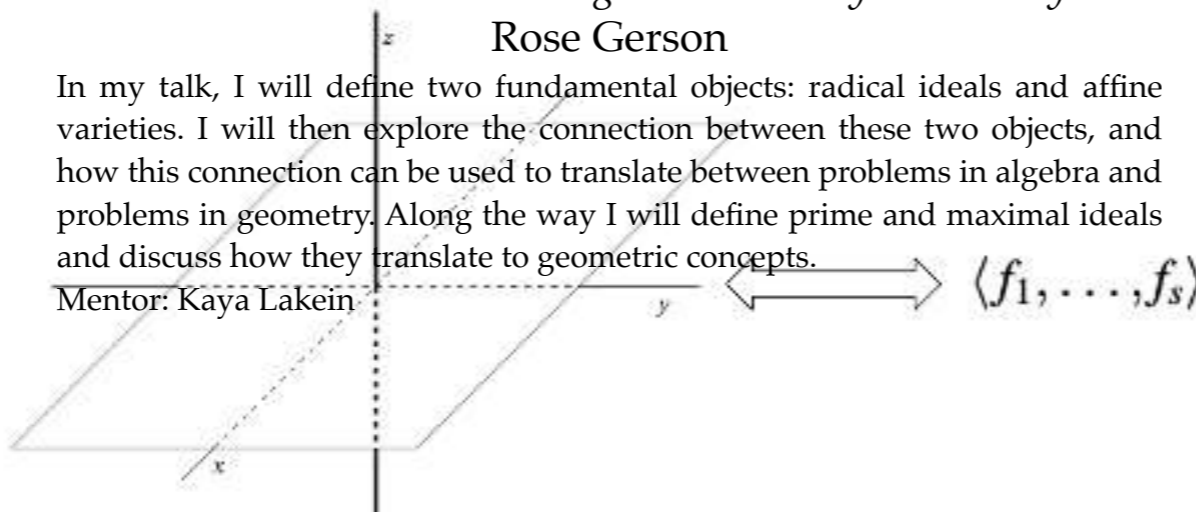 Rose Gerson
In my talk, I will define two fundamental objects: radical ideals and affine
varieties. I will then explore the connection between these two objects, and
how this connection can be used to translate between problems in algebra and
problems in geometry. Along the way I will define prime and maximal ideals
and discuss how they translate to geometric concepts.
Mentor: Kaya Lakein
z
y
x
⟨f₁, . . . ,fₛ⟩